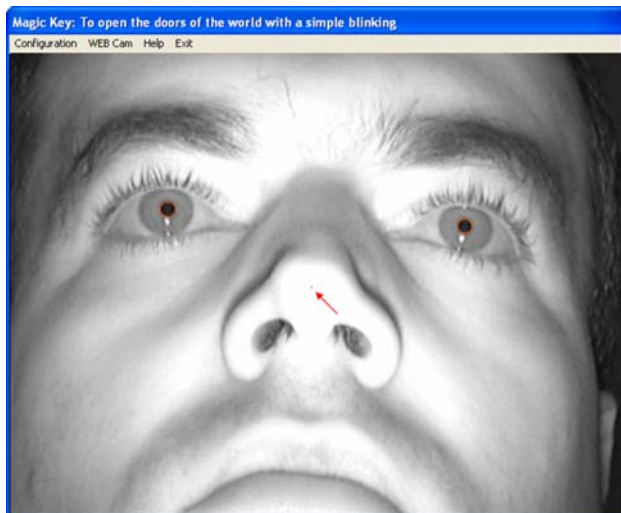 Magic Key: To open the doors of the world with a simple blinking
Configuration WEB Cam Help Exit